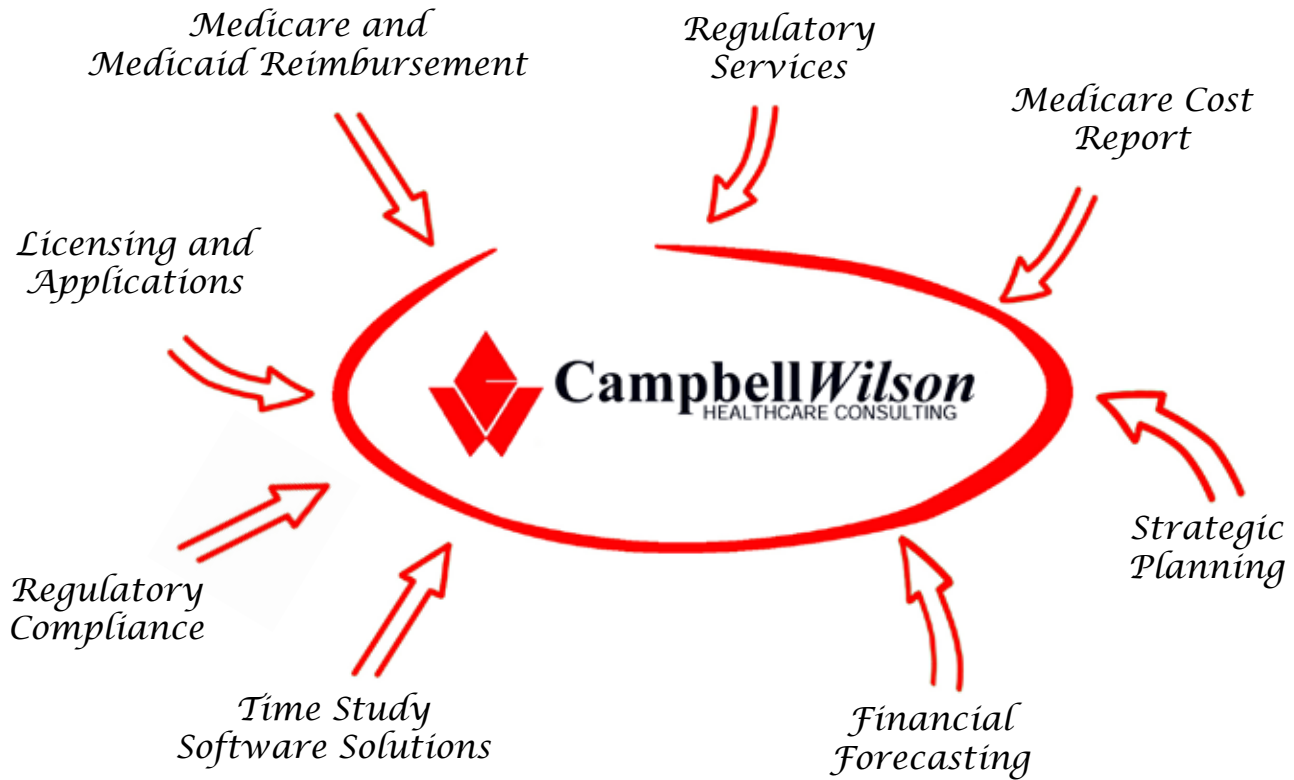 Medicare and
Medicaid Reimbursement
Regulatory
Services
Medicare Cost
Report
Licensing and
Applications
CampbellWilson
HEALTHCARE CONSULTING
Strategic
Planning
Regulatory
Compliance
Time Study
Software Solutions
Financial
Forecasting